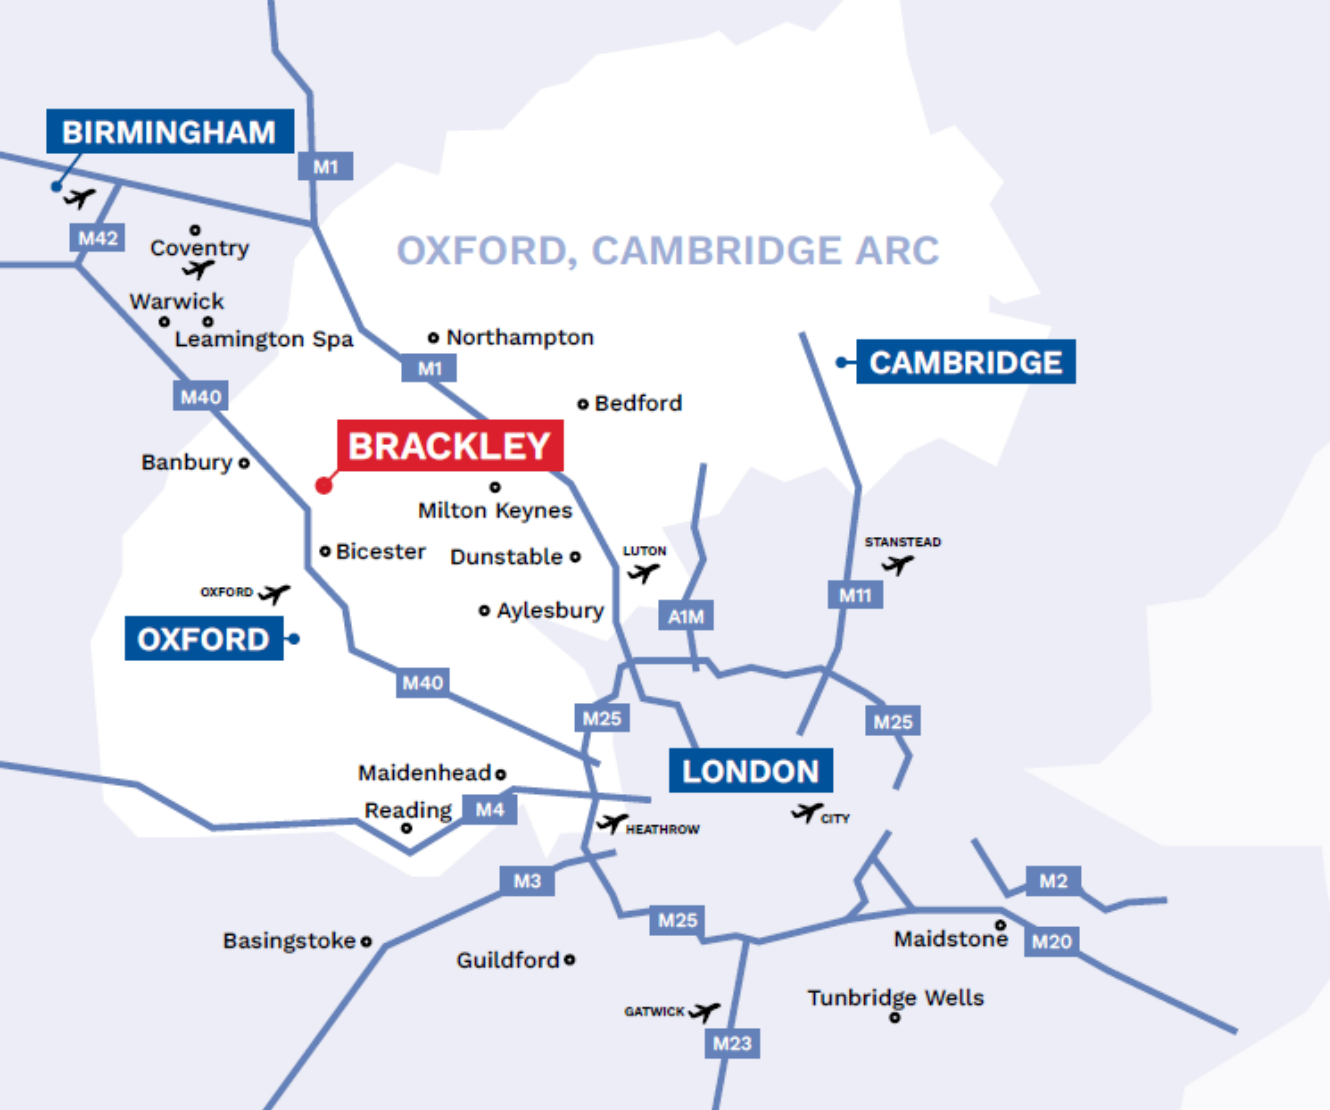 BIRMINGHAM
M1
M42
Coventry
OXFORD, CAMBRIDGE ARC
Warwick
Leamington Spa
Northampton
M1
CAMBRIDGE
M40
Bedford
BRACKLEY
Banbury
Milton Keynes
STANSTEAD
Bicester
Dunstable
LUTON
OXFORD
M11
Aylesbury
A1M
OXFORD
M40
M25
M25
Maidenhead
LONDON
Reading
M4
HEATHROW
CITY
M3
M2
M25
Basingstoke
Maidstone
M20
Guildford
Tunbridge Wells
GATWICK
M23